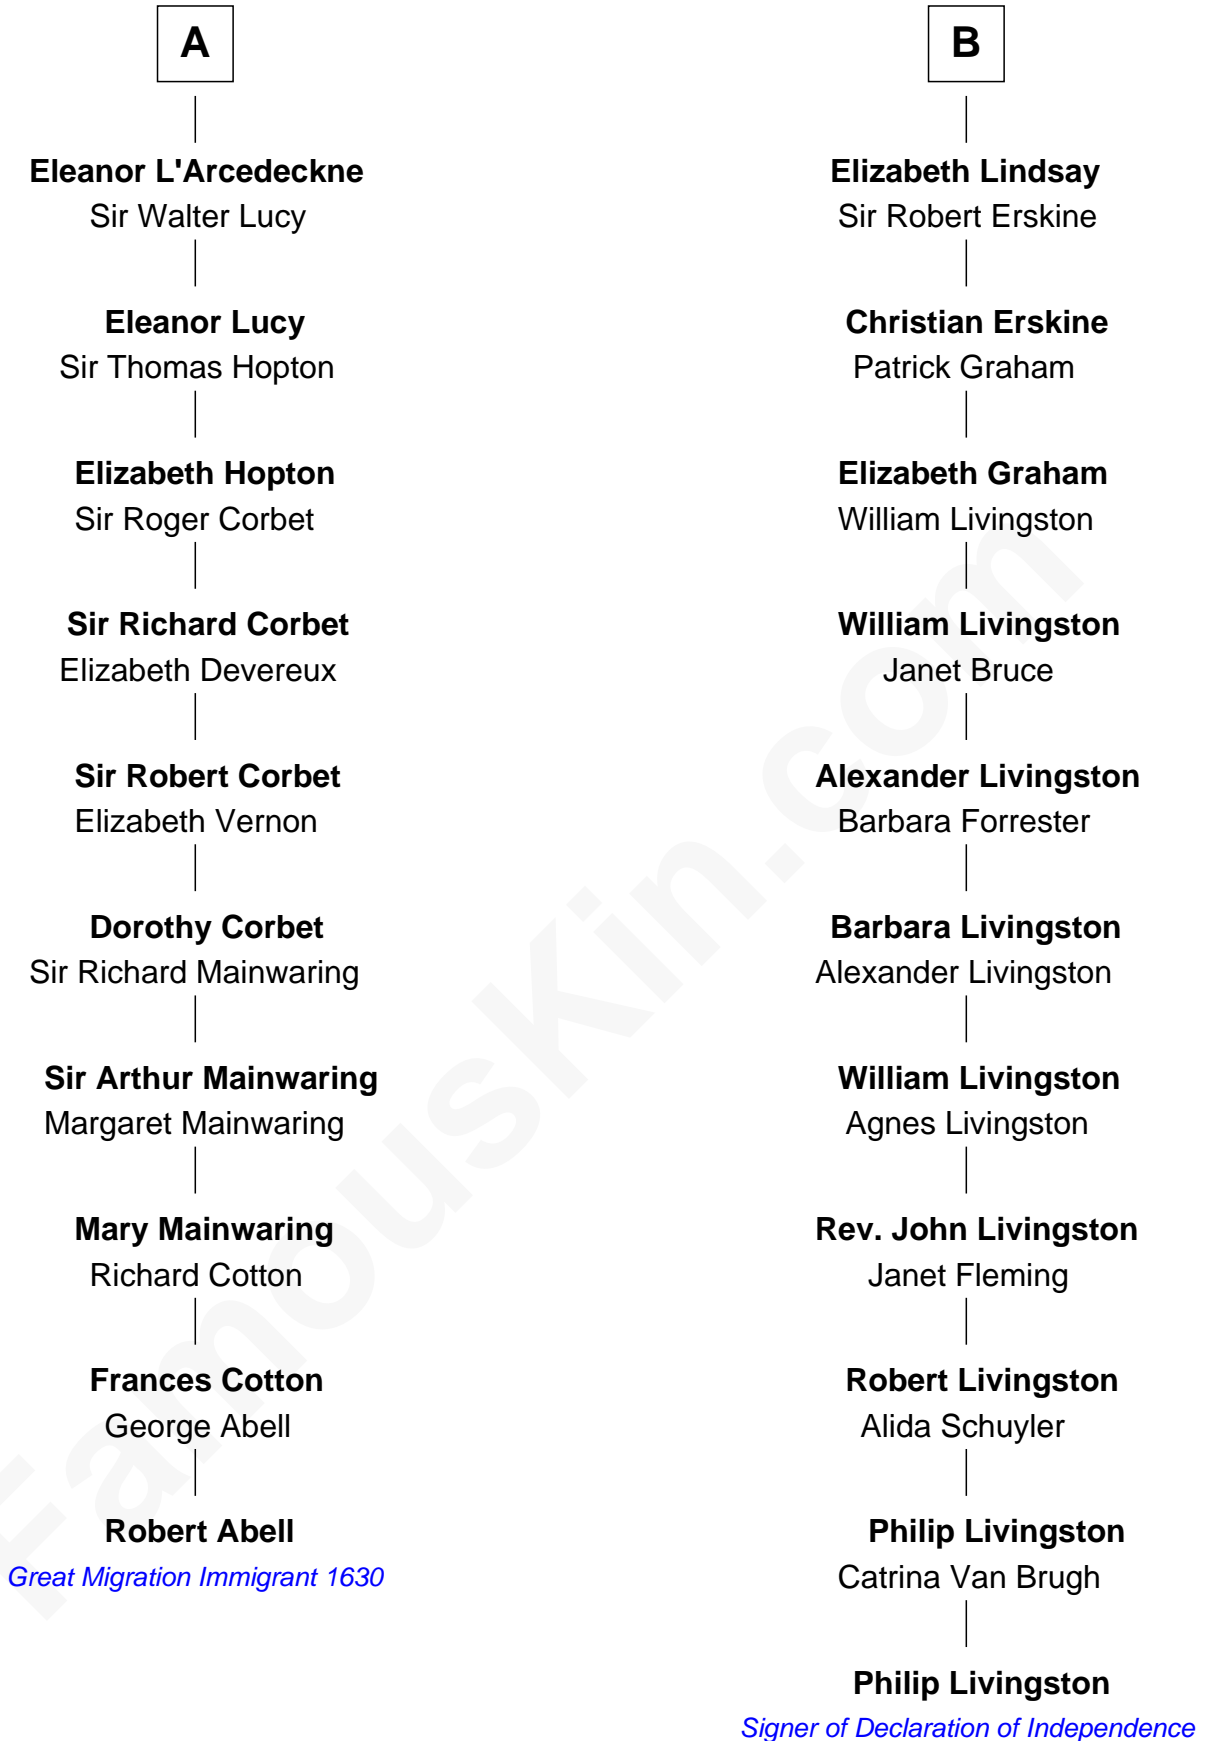 A
Eleanor L'Arcedeckne
Sir Walter Lucy
Eleanor Lucy
Sir Thomas Hopton
Elizabeth Hopton
Sir Roger Corbet
Sir Richard Corbet
Elizabeth Devereux
Sir Robert Corbet
Elizabeth Vernon
Dorothy Corbet
Sir Richard Mainwaring
Sir Arthur Mainwaring
Margaret Mainwaring
Mary Mainwaring
Richard Cotton
Frances Cotton
George Abell
Robert Abell
Great Migration Immigrant 1630
B
Elizabeth Lindsay
Sir Robert Erskine
Christian Erskine
Patrick Graham
Elizabeth Graham
William Livingston
William Livingston
Janet Bruce
Alexander Livingston
Barbara Forrester
Barbara Livingston
Alexander Livingston
William Livingston
Agnes Livingston
Rev. John Livingston
Janet Fleming
Robert Livingston
Alida Schuyler
Philip Livingston
Catrina Van Brugh
Philip Livingston
Signer of Declaration of Independence
FamousKin.com